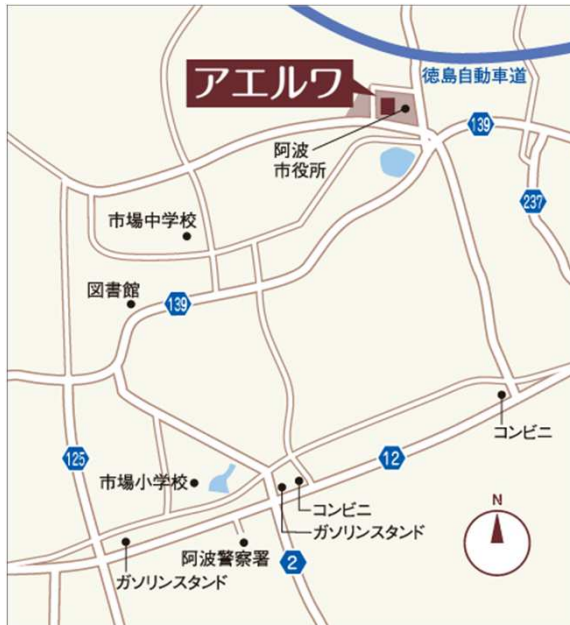 徳島自動車道
アエルワ
阿波
市役所
139
237
市場中学校
図書館
139
コンビニ
125
12
市場小学校
コンビニ
ガソリンスタンド
N
阿波警察署
ガソリンスタンド
2